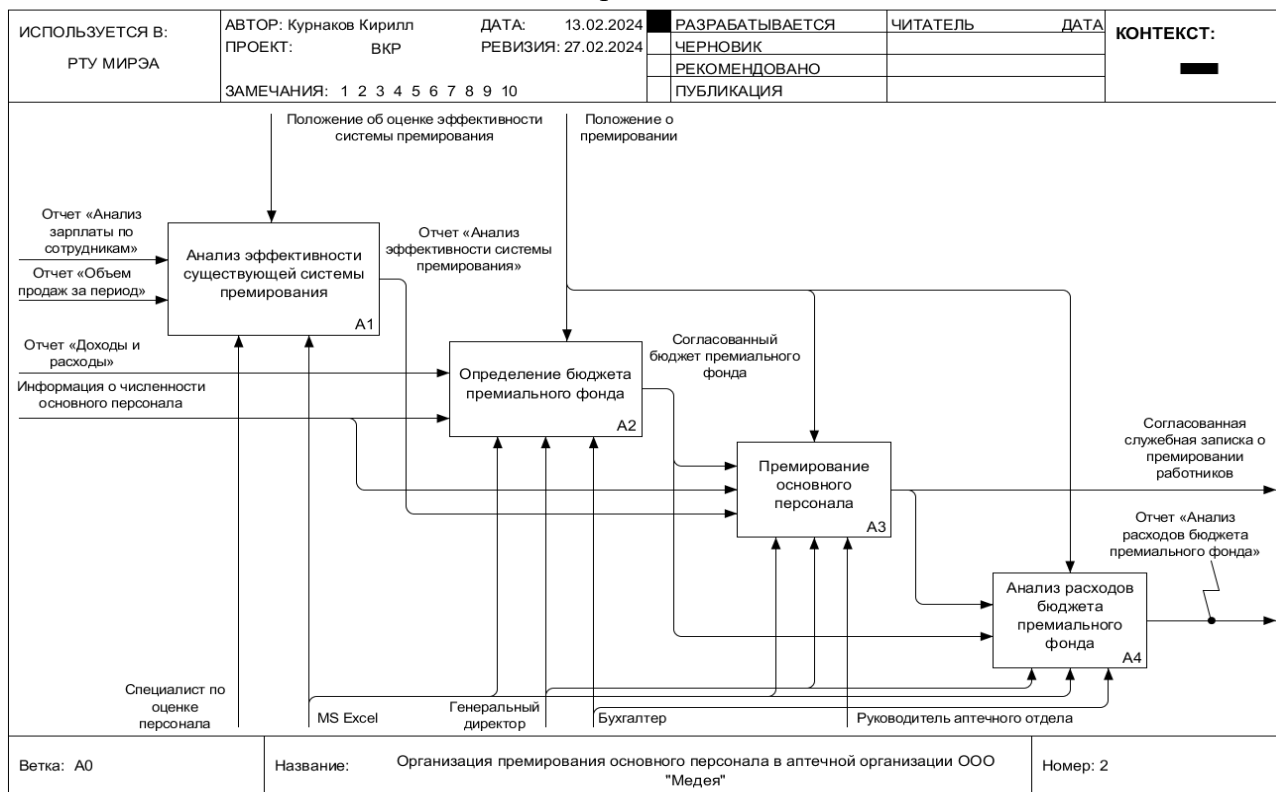 ИСПОЛЬЗУЕТСЯ В:
РТУ МИРЭА
АВТОР: Курнаков Кирилл ДАТА: 13.02.2024
ПРОЕКТ: ВКР РЕВИЗИЯ: 27.02.2024
ЗАМЕЧАНИЯ: 1 2 3 4 5 6 7 8 9 10
РАЗРАБАТЫВАЕТСЯ
ЧЕРНОВИК
РЕКОМЕНДОВАНО
ПУБЛИКАЦИЯ
ЧИТАТЕЛЬ ДАТА
КОНТЕКСТ:
Положение об оценке эффективности
системы премирования
Положение о
премировании
Отчет «Анализ
зарплаты по
сотрудникам»
Отчет «Объем
продаж за период»
Анализ эффективности
существующей системы
премирования
A1
Отчет «Анализ
эффективности системы
премирования»
Отчет «Доходы и
расходы»
Информация о численности
основного персонала
Определение бюджета
премиального фонда
A2
Согласованный
бюджет премиального
фонда
Премирование
основного
персонала
A3
Согласованная
служебная записка о
премировании
работников
Отчет «Анализ
расходов бюджета
премиального фонда»
Анализ расходов
бюджета
премиального
фонда
A4
Специалист по
оценке
персонала
MS Excel
Генеральный
директор
Бухгалтер
Руководитель аптечного отдела
Ветка: A0
Название: Организация премирования основного персонала в аптечной организации ООО
"Медея"
Номер: 2